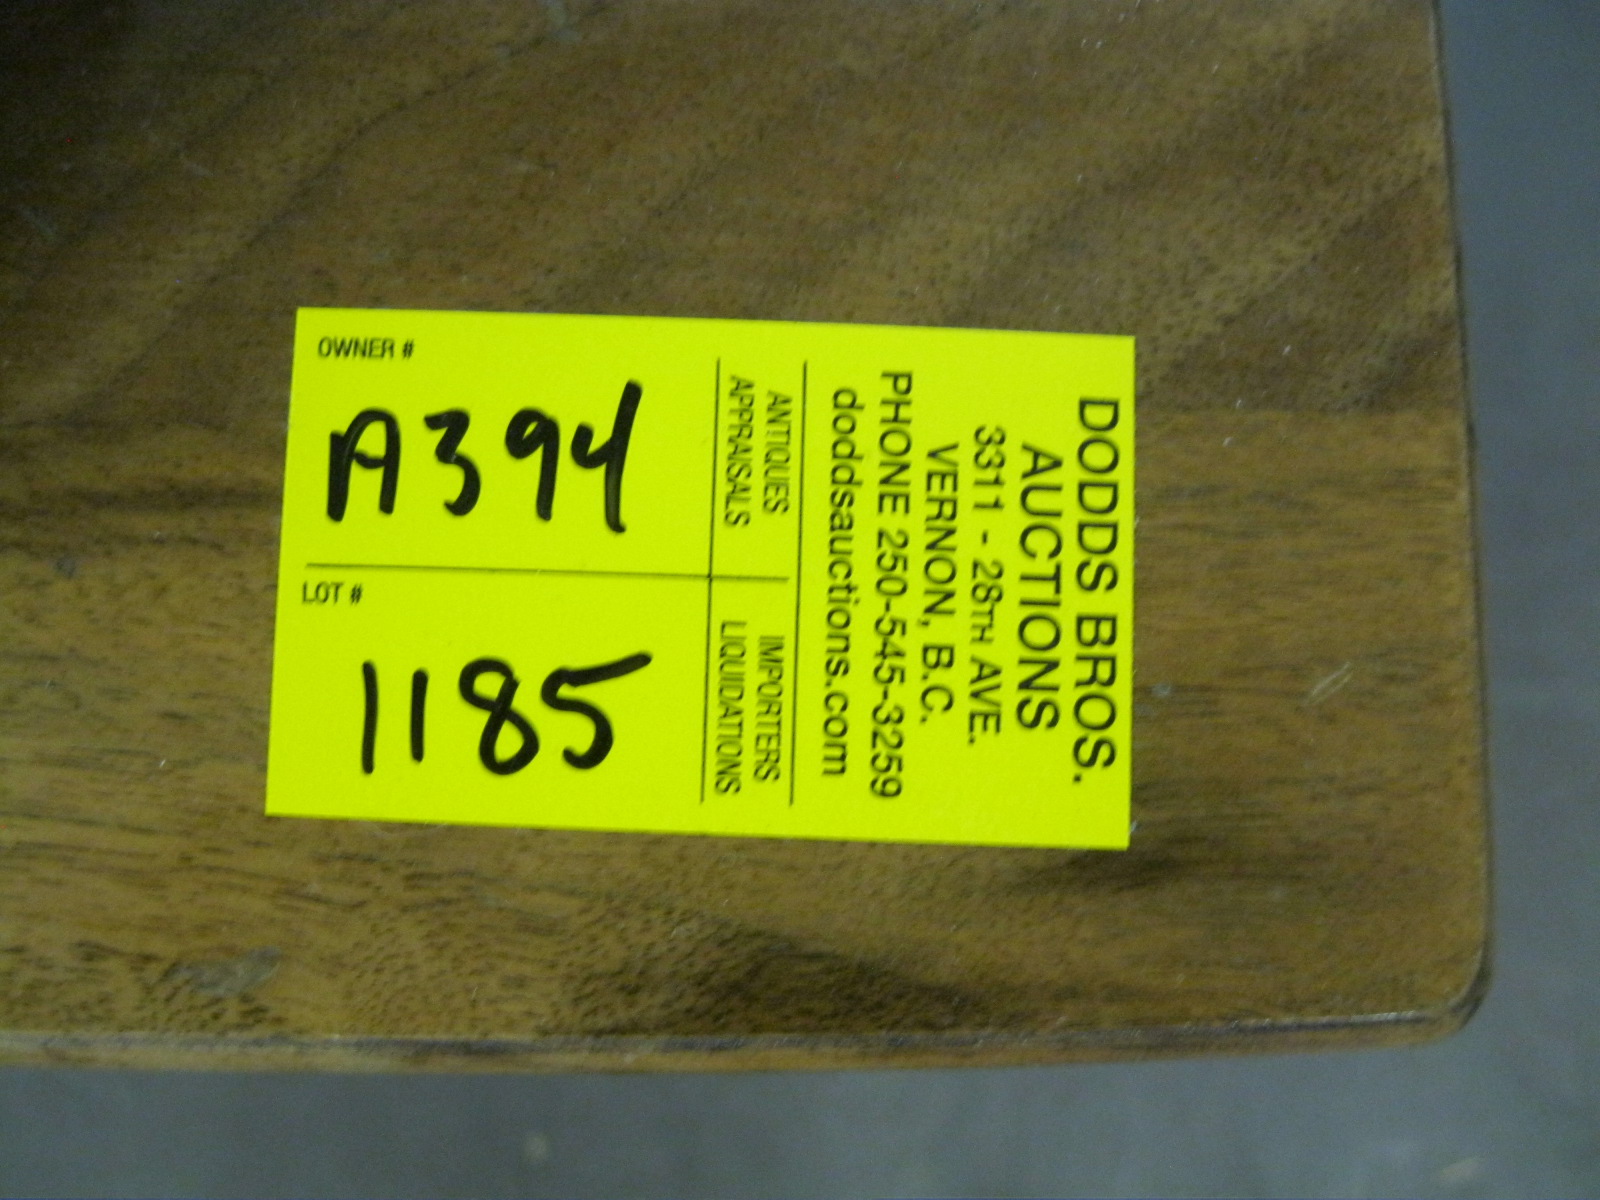 DODDS BROS.
AUCTIONS
3311 - 28TH AVE.
VERNON, B.C.
PHONE 250-545-3259
doddsauctions.com
ANTIQUES
APPRAISALS
IMPORTERS
LIQUIDATIONS
OWNER #
A394
LOT #
1185